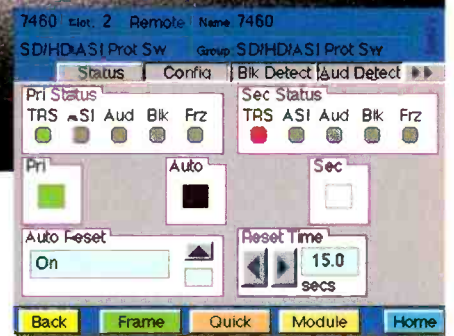 7460 Slot: 2 Remote Name: 7460
SD/HD/ASI Prot Sw Group: SD/HD/ASI Prot Sw
Status Config Blk Detect Aud Detect
Pri Status Sec Status
TRS ASI Aud Blk Frz TRS ASI Aud Blk Frz
Pri Auto Sec
Auto Reset Reset Time
On 15.0
secs
Back Frame Quick Module Home